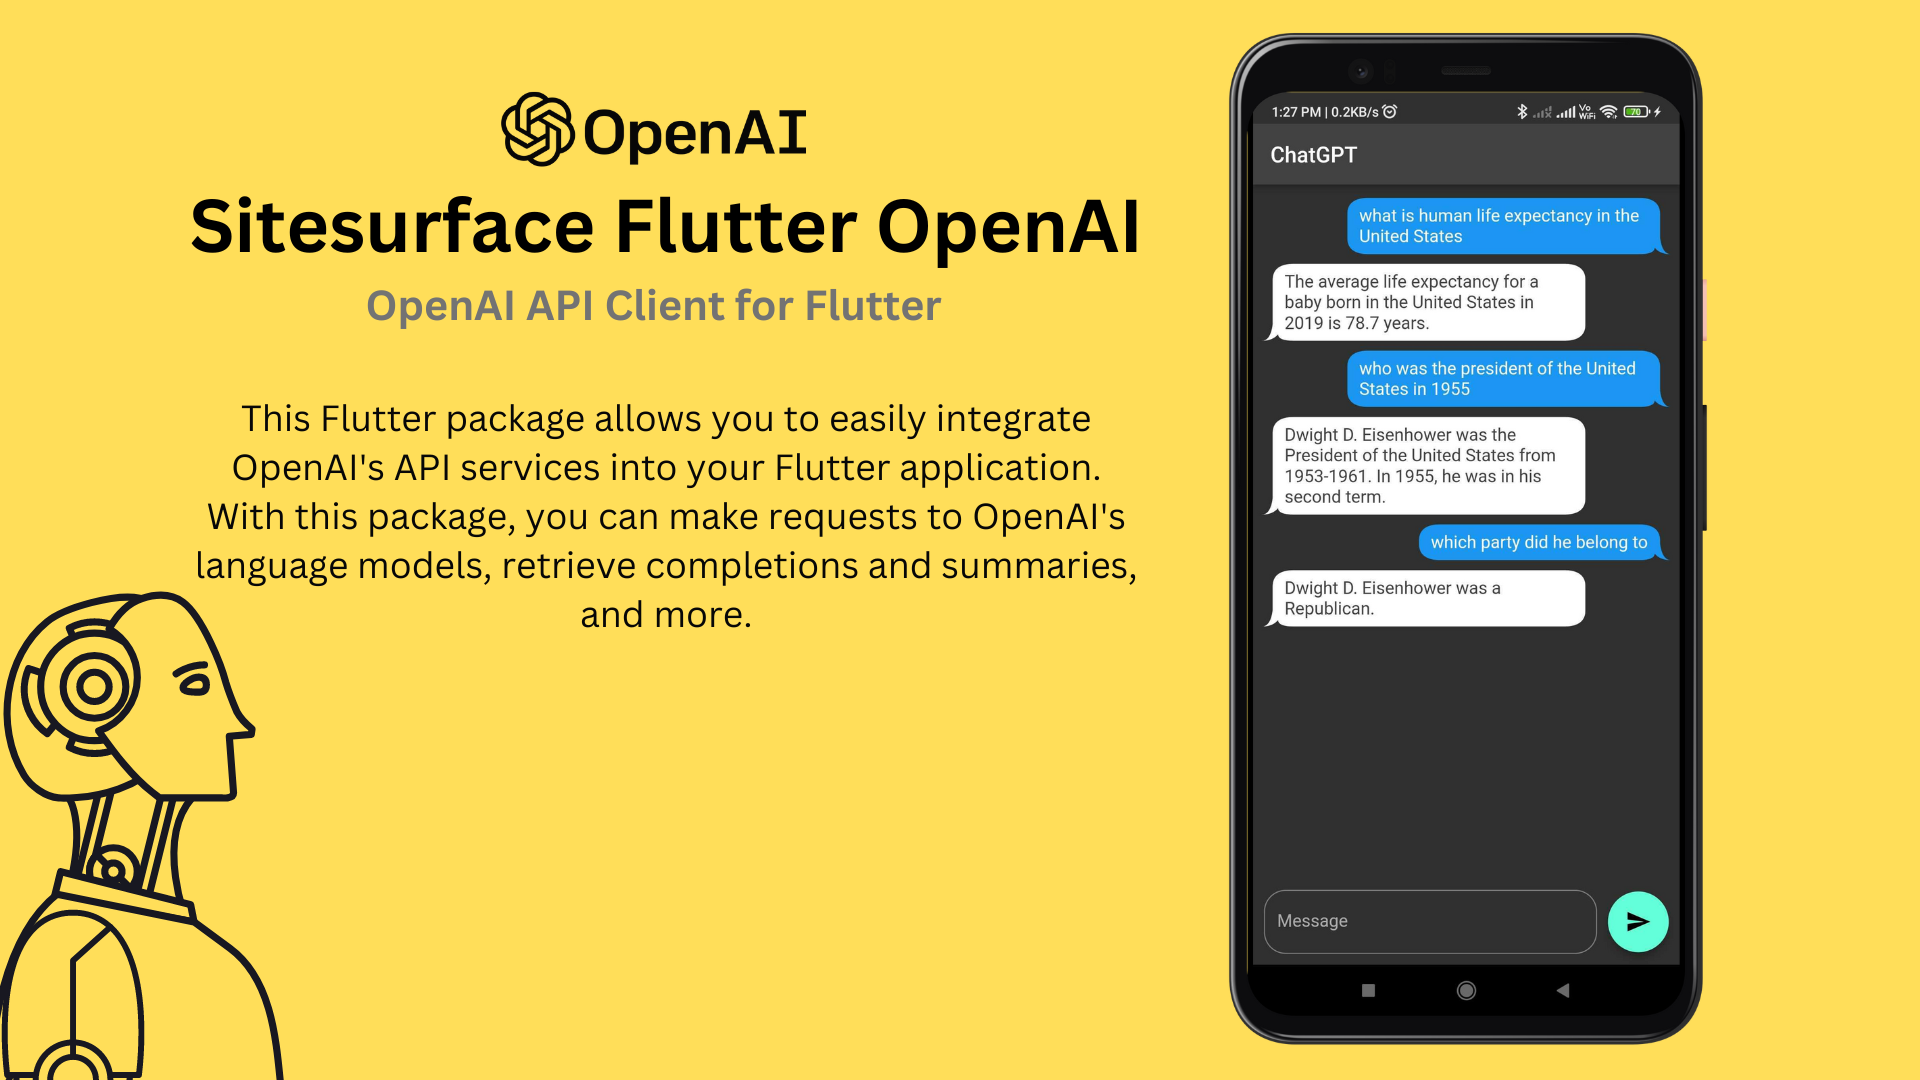 OpenAI
Sitesurface Flutter OpenAI
OpenAI API Client for Flutter
This Flutter package allows you to easily integrate
OpenAI's API services into your Flutter application.
With this package, you can make requests to OpenAI's
language models, retrieve completions and summaries,
and more.
1:27 PM | 0.2KB/s
Vo
WiFi
70
ChatGPT
what is human life expectancy in the
United States
The average life expectancy for a
baby born in the United States in
2019 is 78.7 years.
who was the president of the United
States in 1955
Dwight D. Eisenhower was the
President of the United States from
1953-1961. In 1955, he was in his
second term.
which party did he belong to
Dwight D. Eisenhower was a
Republican.
Message